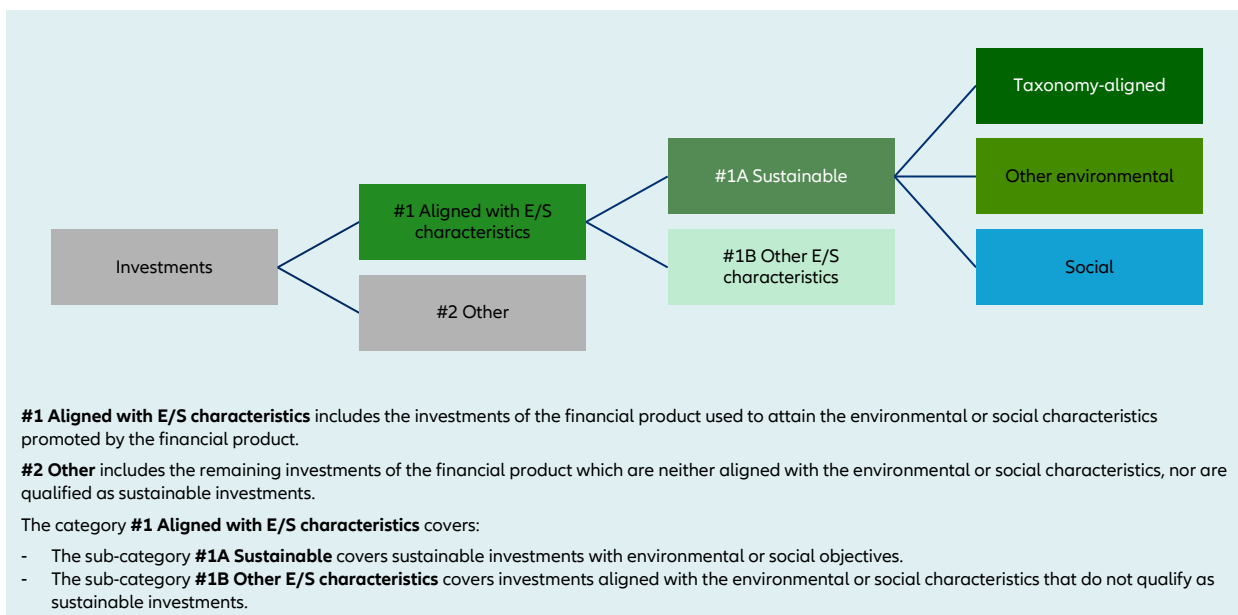 Taxonomy-aligned
#1A Sustainable
Other environmental
#1 Aligned with E/S
characteristics
Investments
#1B Other E/S
characteristics
Social
#2 Other
#1 Aligned with E/S characteristics includes the investments of the financial product used to attain the environmental or social characteristics
promoted by the financial product.
#2 Other includes the remaining investments of the financial product which are neither aligned with the environmental or social characteristics, nor are
qualified as sustainable investments.
The category #1 Aligned with E/S characteristics covers:
- The sub-category #1A Sustainable covers sustainable investments with environmental or social objectives.
- The sub-category #1B Other E/S characteristics covers investments aligned with the environmental or social characteristics that do not qualify as
sustainable investments.